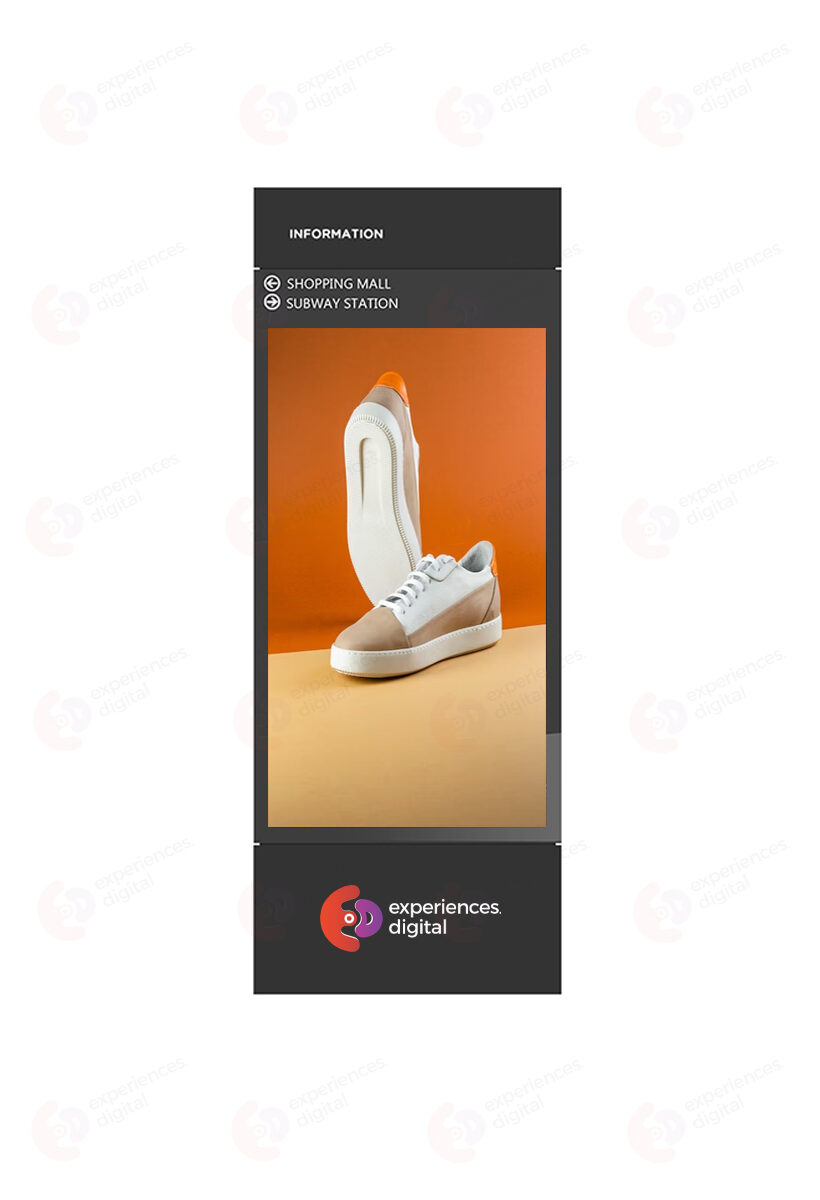 INFORMATION
SHOPPING MALL
SUBWAY STATION
experiences.
digital